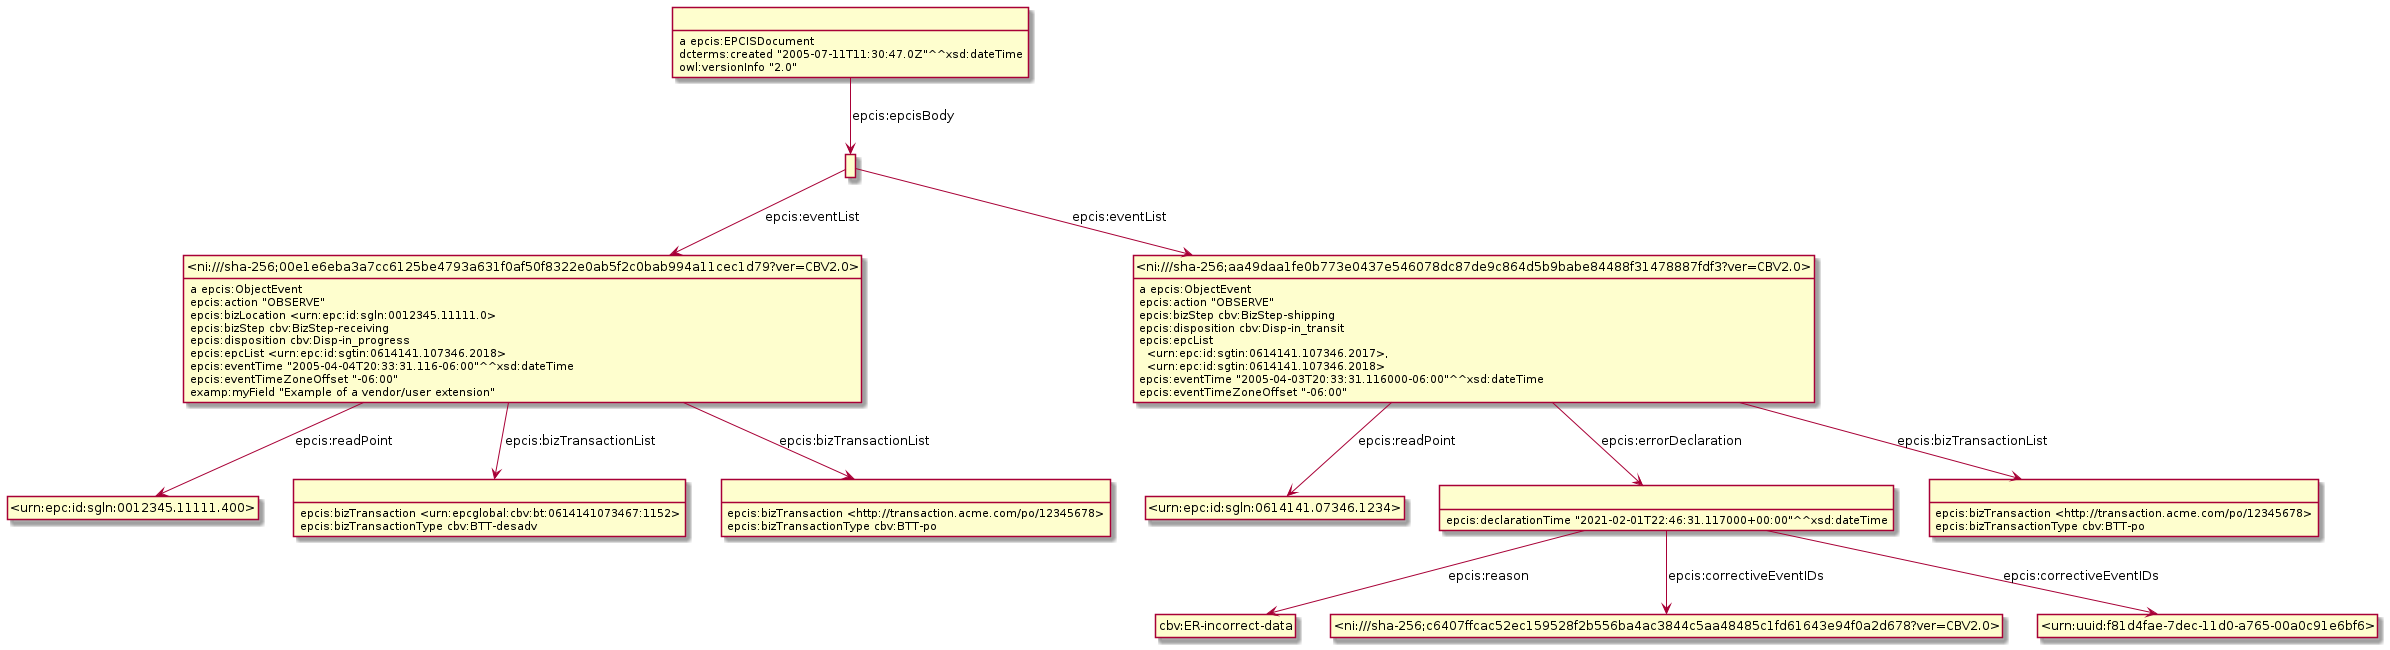 a epcis:EPCISDocument
dcterms:created "2005-07-11T11:30:47.0Z"^^xsd:dateTime
owl:versionInfo "2.0"
epcis:epcisBody
epcis:eventList
epcis:eventList
<ni:///sha-256;00e1e6eba3a7cc6125be4793a631f0af50f8322e0ab5f2c0bab994a11cec1d79?ver=CBV2.0>
a epcis:ObjectEvent
epcis:action "OBSERVE"
epcis:bizLocation <urn:epc:id:sgln:0012345.11111.0>
epcis:bizStep cbv:BizStep-receiving
epcis:disposition cbv:Disp-in_progress
epcis:epcList <urn:epc:id:sgtin:0614141.107346.2018>
epcis:eventTime "2005-04-04T20:33:31.116-06:00"^^xsd:dateTime
epcis:eventTimeZoneOffset "-06:00"
examp:myField "Example of a vendor/user extension"
<ni:///sha-256;aa49daa1fe0b773e0437e546078dc87de9c864d5b9babe84488f31478887fdf3?ver=CBV2.0>
a epcis:ObjectEvent
epcis:action "OBSERVE"
epcis:bizStep cbv:BizStep-shipping
epcis:disposition cbv:Disp-in_transit
epcis:epcList
<urn:epc:id:sgtin:0614141.107346.2017>,
<urn:epc:id:sgtin:0614141.107346.2018>
epcis:eventTime "2005-04-03T20:33:31.116000-06:00"^^xsd:dateTime
epcis:eventTimeZoneOffset "-06:00"
epcis:readPoint
epcis:bizTransactionList
epcis:bizTransactionList
epcis:readPoint
epcis:errorDeclaration
epcis:bizTransactionList
<urn:epc:id:sgln:0012345.11111.400>
epcis:bizTransaction <urn:epcglobal:cbv:bt:0614141073467:1152>
epcis:bizTransactionType cbv:BTT-desadv
epcis:bizTransaction <http://transaction.acme.com/po/12345678>
epcis:bizTransactionType cbv:BTT-po
<urn:epc:id:sgln:0614141.07346.1234>
epcis:declarationTime "2021-02-01T22:46:31.117000+00:00"^^xsd:dateTime
epcis:bizTransaction <http://transaction.acme.com/po/12345678>
epcis:bizTransactionType cbv:BTT-po
epcis:reason
epcis:correctiveEventIDs
epcis:correctiveEventIDs
cbv:ER-incorrect-data
<ni:///sha-256;c6407ffcac52ec159528f2b556ba4ac3844c5aa48485c1fd61643e94f0a2d678?ver=CBV2.0>
<urn:uuid:f81d4fae-7dec-11d0-a765-00a0c91e6bf6>